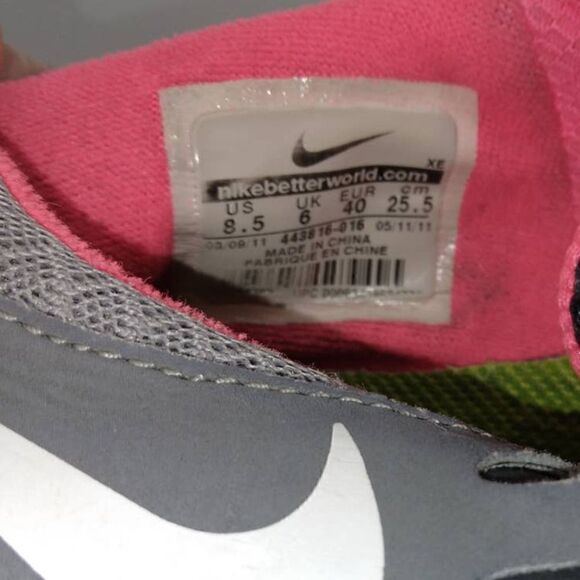 XE
nikebetterworld.com
US UK EUR cm
8.5 6 40 25.5
03/09/11 443816-016 05/11/11
MADE IN CHINA
FABRIQUE EN CHINE
UPC